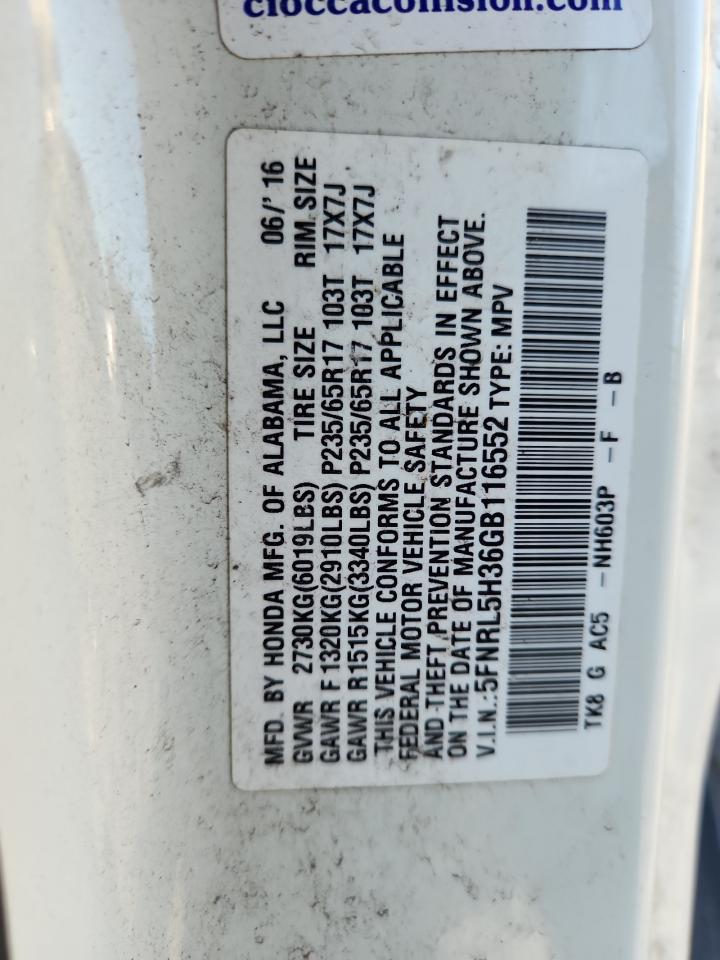 cioccacollision.com
MFD. BY HONDA MFG. OF ALABAMA, LLC 06/' 16
GVWR 2730KG(6019LBS) TIRE SIZE RIM SIZE
GAWR F 1320KG(2910LBS) P235/65R17 103T 17X7J
GAWR R 1515KG(3340LBS) P235/65R17 103T 17X7J
THIS VEHICLE CONFORMS TO ALL APPLICABLE
FEDERAL MOTOR VEHICLE SAFETY
AND THEFT PREVENTION STANDARDS IN EFFECT
ON THE DATE OF MANUFACTURE SHOWN ABOVE.
V.I.N.:5FNRL5H36GB116552 TYPE: MPV
TK8 G AC5 -NH603P -F -B